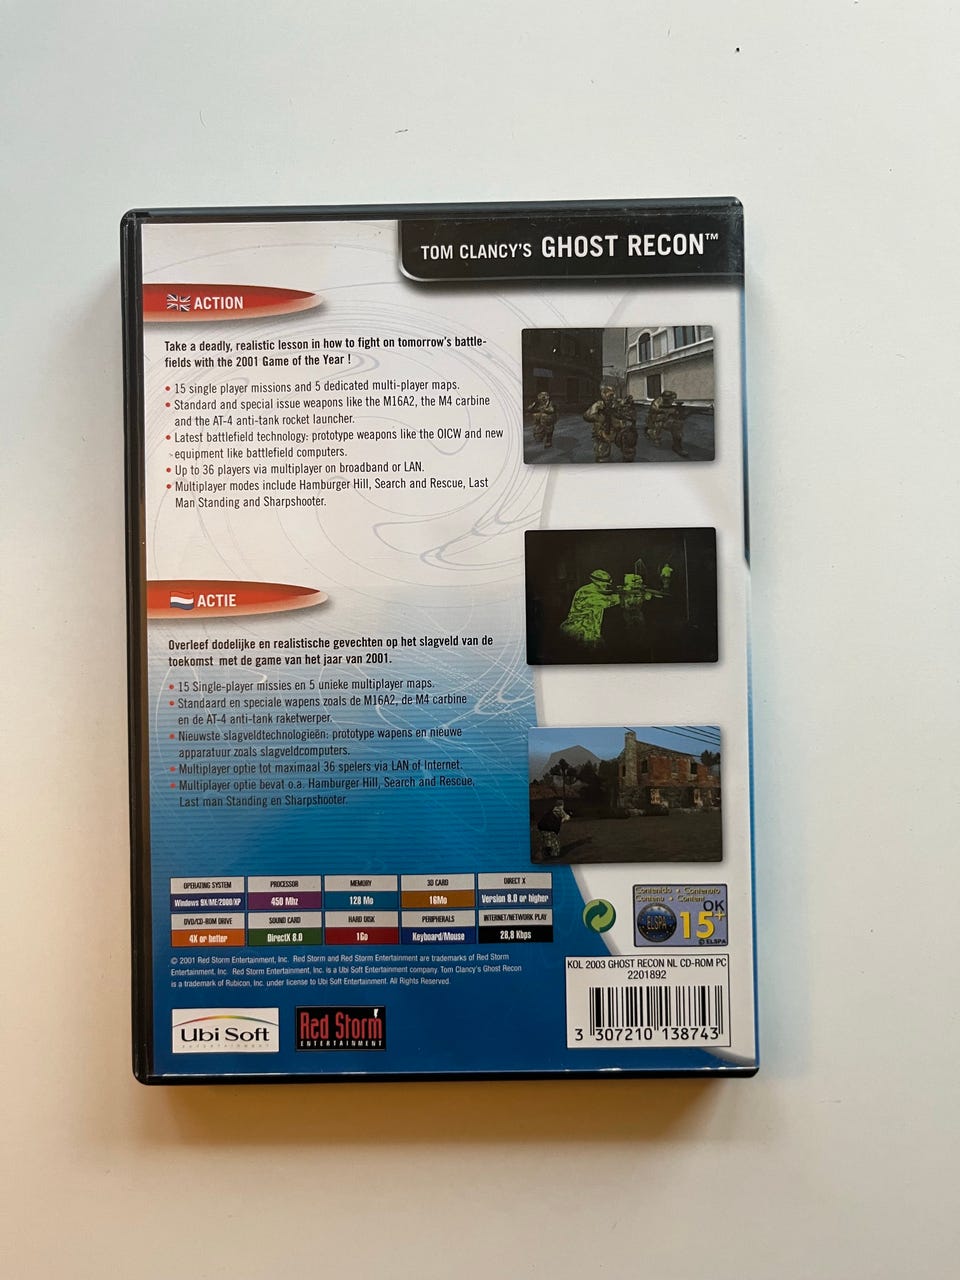 TOM CLANCY'S GHOST RECON™
ACTION
Take a deadly, realistic lesson in how to fight on tomorrow's battle-
fields with the 2001 Game of the Year !
• 15 single player missions and 5 dedicated multi-player maps.
• Standard and special issue weapons like the M16A2, the M4 carbine
and the AT-4 anti-tank rocket launcher.
• Latest battlefield technology: prototype weapons like the OICW and new
equipment like battlefield computers.
• Up to 36 players via multiplayer on broadband or LAN.
• Multiplayer modes include Hamburger Hill, Search and Rescue, Last
Man Standing and Sharpshooter.
ACTIE
Overleef dodelijke en realistische gevechten op het slagveld van de
toekomst met de game van het jaar van 2001.
• 15 Single-player missies en 5 unieke multiplayer maps.
• Standaard en speciale wapens zoals de M16A2, de M4 carbine
en de AT-4 anti-tank raketwerper.
• Nieuwste slagveldtechnologieën: prototype wapens en nieuwe
apparatuur zoals slagveldcomputers.
• Multiplayer optie tot maximaal 36 spelers via LAN of Internet.
• Multiplayer optie bevat o.a. Hamburger Hill, Search and Rescue,
Last man Standing en Sharpshooter.
OPERATING SYSTEM PROCESSOR MEMORY 3D CARD DIRECT X
Windows 9X/ME/2000/XP 450 Mhz 128 Mo 16Mo Version 8.0 or higher
DVD/CD-ROM DRIVE SOUND CARD HARD DISK PERIPHERALS INTERNET/NETWORK PLAY
4X or better DirectX 8.0 1Go Keyboard/Mouse 28,8 Kbps
© 2001 Red Storm Entertainment, Inc. Red Storm and Red Storm Entertainment are trademarks of Red Storm
Entertainment, Inc. Red Storm Entertainment, Inc. is a Ubi Soft Entertainment company. Tom Clancy's Ghost Recon
is a trademark of Rubicon, Inc. under license to Ubi Soft Entertainment. All Rights Reserved.
Ubi Soft
ENTERTAINMENT
Red Storm
ENTERTAINMENT
Contenido • Contenuto
Contenu • Content
ELSPA
OK
15+
© ELSPA
KOL 2003 GHOST RECON NL CD-ROM PC
2201892
3 307210 138743